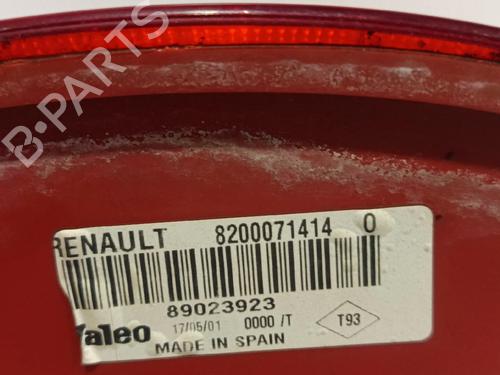 B-PARTS
RENAULT 8200071414 0
89023923
Valeo 17/05/01 0000 /T T93
MADE IN SPAIN